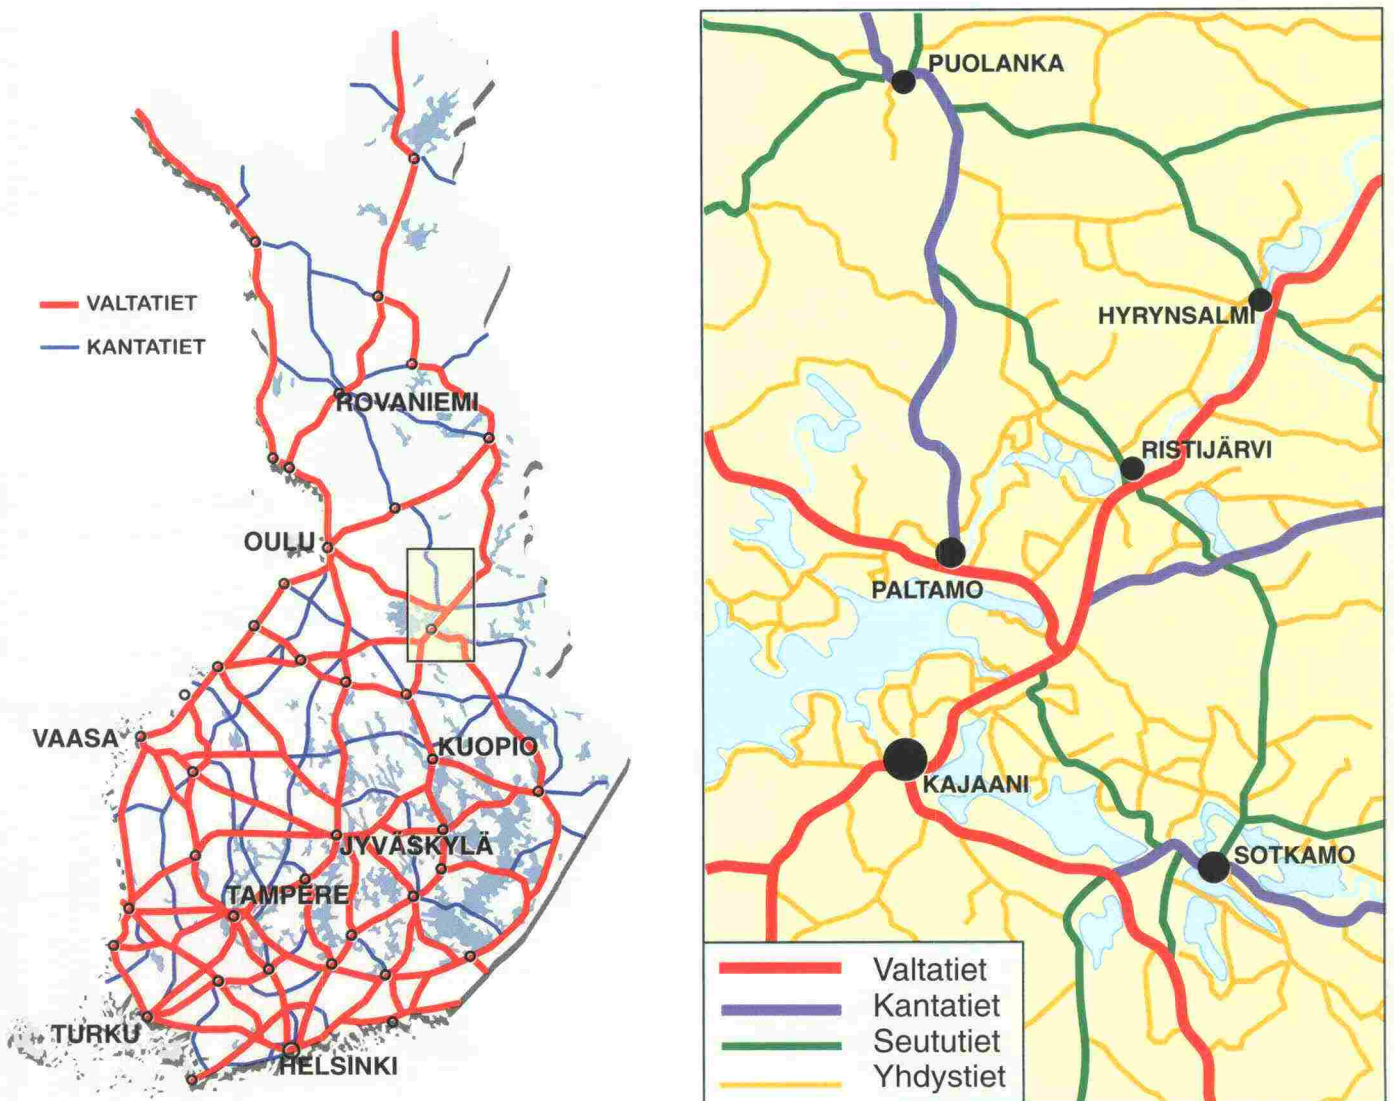 VALTATIET
KANTATIET
ROVANIEMI
OULU
VAASA
KUOPIO
JYVÄSKYLÄ
TAMPERE
TURKU
HELSINKI
PUOLANKA
HYRYNSALMI
RISTIJÄRVI
PALTAMO
KAJAANI
SOTKAMO
Valtatiet
Kantatiet
Seututiet
Yhdystiet